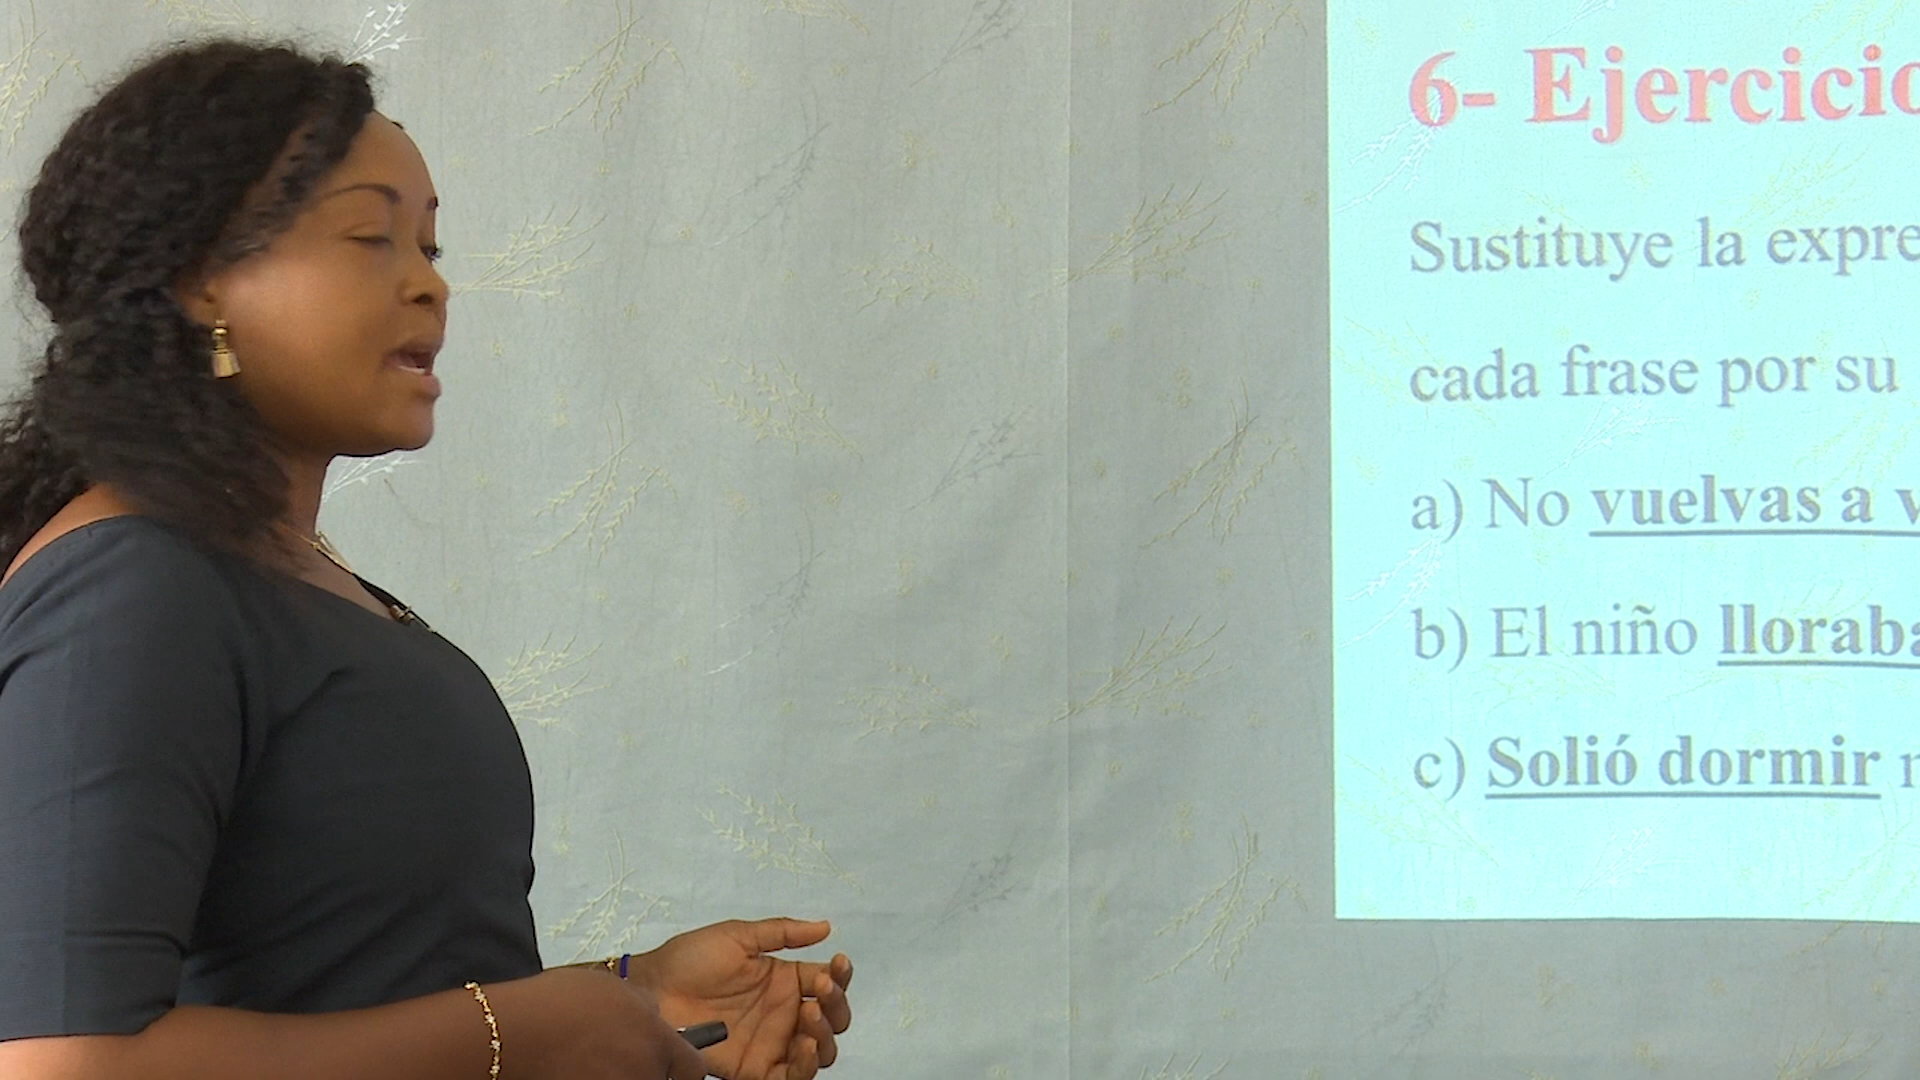 6- Ejercicio
Sustituye la expre
cada frase por su
a) No vuelvas a v
b) El niño lloraba
c) Solió dormir